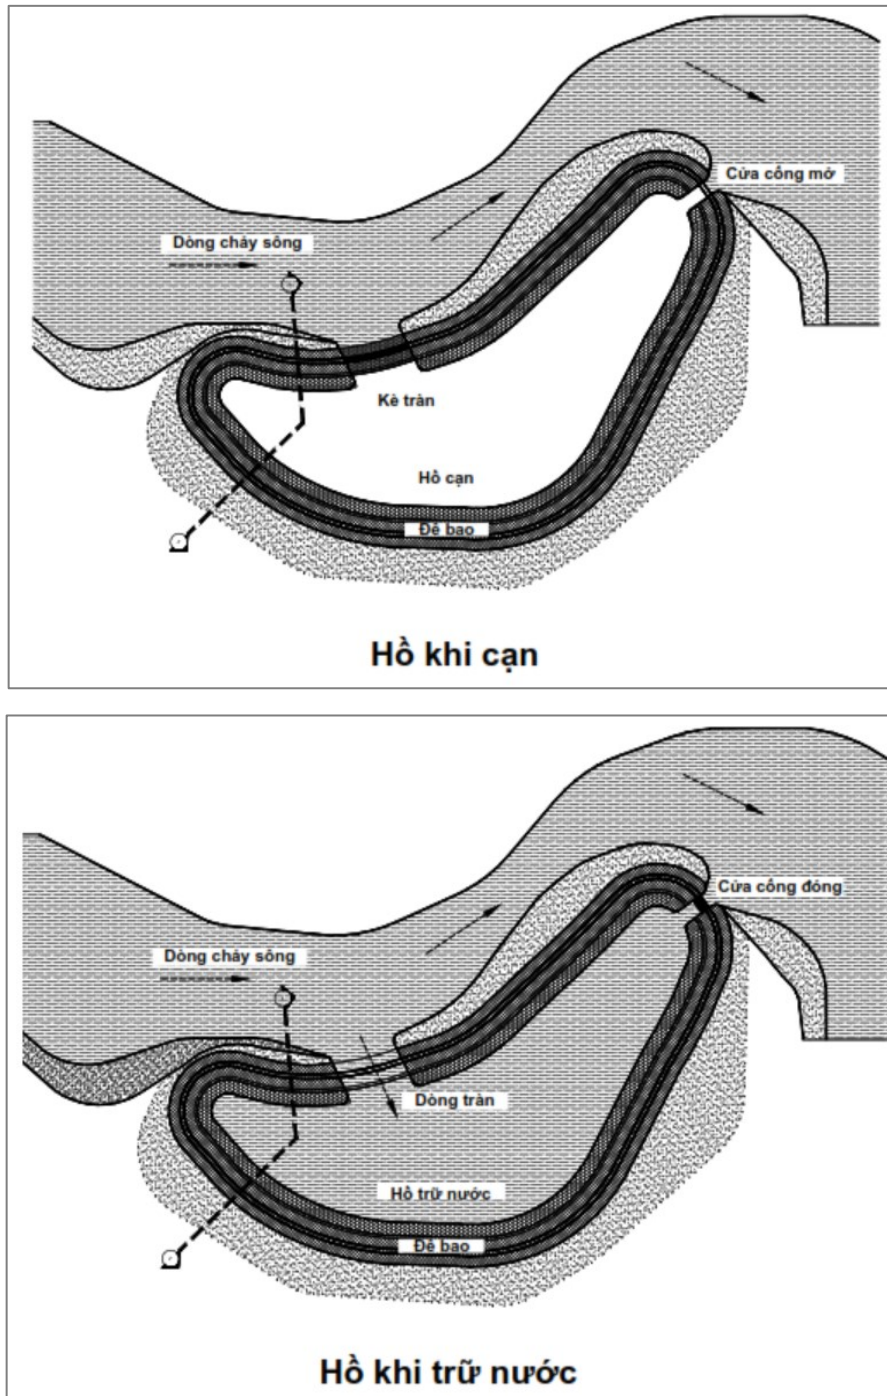 Cửa cống mở
Dòng chảy sông
Kè tràn
Hồ cạn
Đê bao
Hồ khi cạn
Cửa cống đóng
Dòng chảy sông
Dòng tràn
Hồ trữ nước
Đê bao
Hồ khi trữ nước